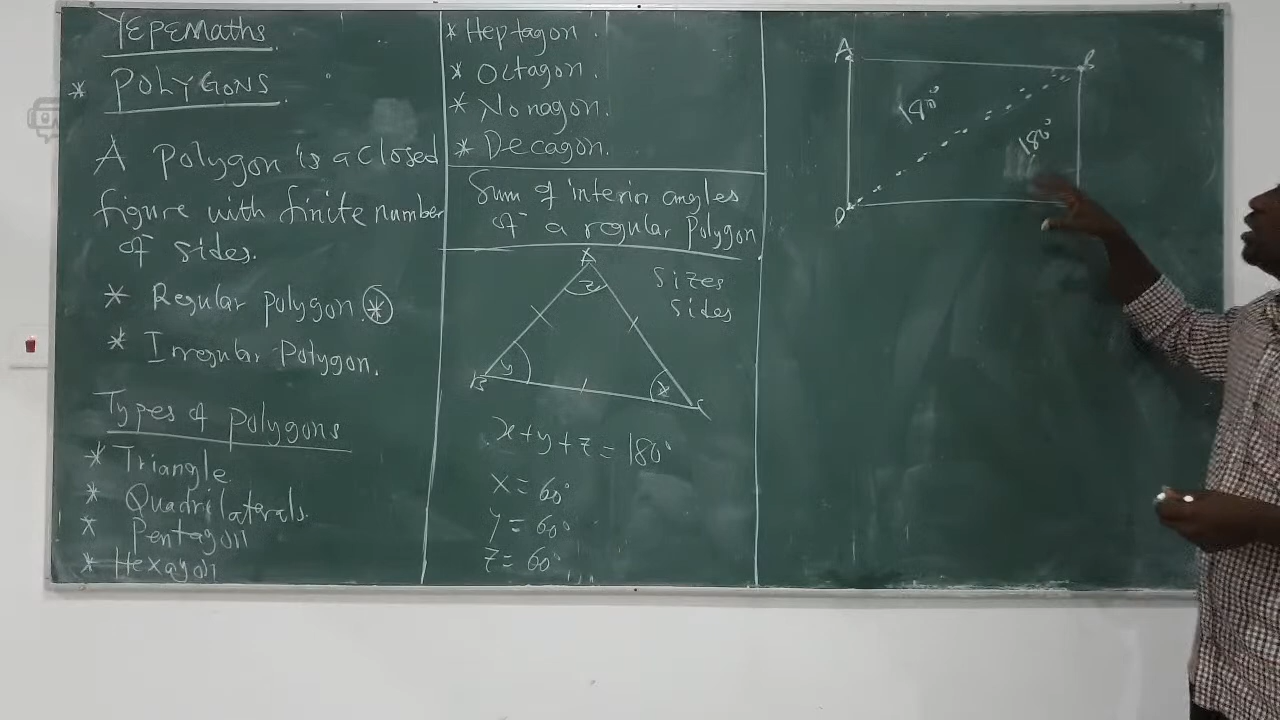 YEPEMaths
* POLYGONS
A polygon is a closed
figure with finite number
of sides.
* Regular polygon. *
* Irregular polygon.
Types of polygons
* Triangle
* Quadrilaterals.
* Pentagon
* Hexagon
* Heptagon.
* Octagon.
* Nonagon.
* Decagon.
Sum of interior angles
of a regular polygon
A
Sizes
sides
z
B
y
x
C
x+y+z = 180°
x = 60°
y = 60°
z = 60°
A
B
180°
180°
D